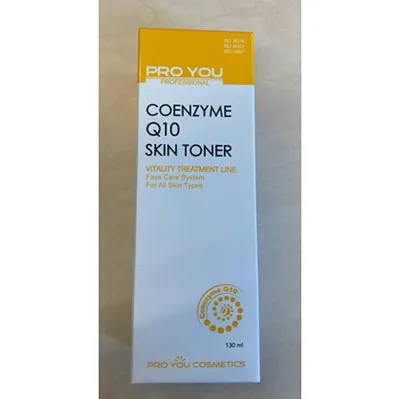 PRO YOU
PROFESSIONAL
COENZYME
Q10
SKIN TONER
VITALITY TREATMENT LINE
Face Care System
For All Skin Types
Coenzyme Q10
130 ml
PRO YOU COSMETICS